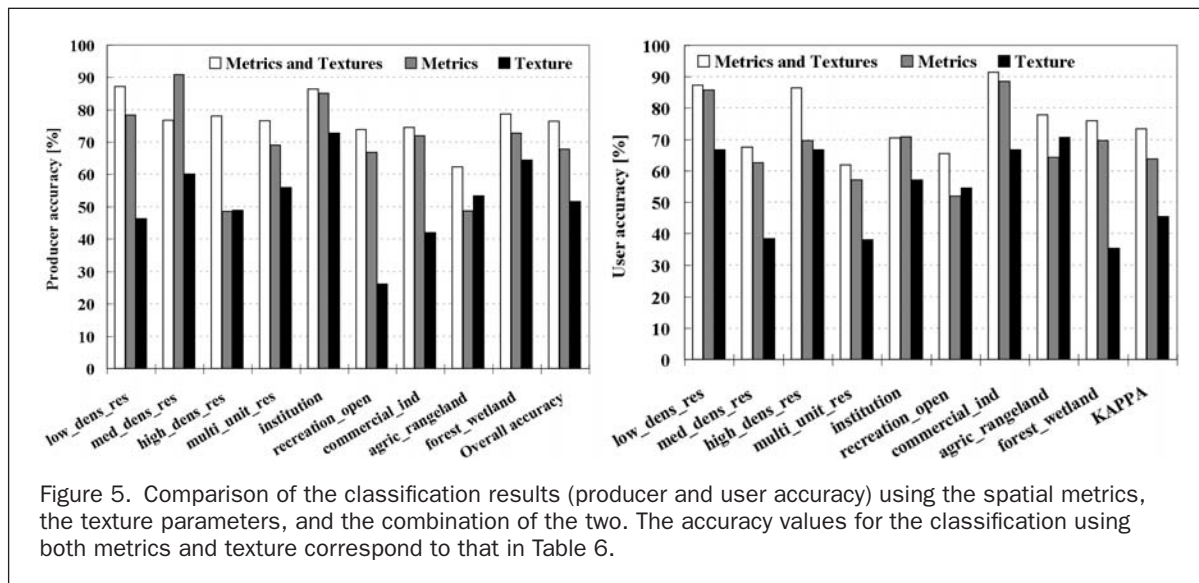 100
90
80
70
60
50
40
30
20
10
0
Producer accuracy [%]
Metrics and Textures
Metrics
Texture
low_dens_res
med_dens_res
high_dens_res
multi_unit_res
institution
recreation_open
commercial_ind
agric_rangeland
forest_wetland
Overall accuracy
100
90
80
70
60
50
40
30
20
10
0
User accuracy [%]
Metrics and Textures
Metrics
Texture
low_dens_res
med_dens_res
high_dens_res
multi_unit_res
institution
recreation_open
commercial_ind
agric_rangeland
forest_wetland
KAPPA
Figure 5. Comparison of the classification results (producer and user accuracy) using the spatial metrics,
the texture parameters, and the combination of the two. The accuracy values for the classification using
both metrics and texture correspond to that in Table 6.